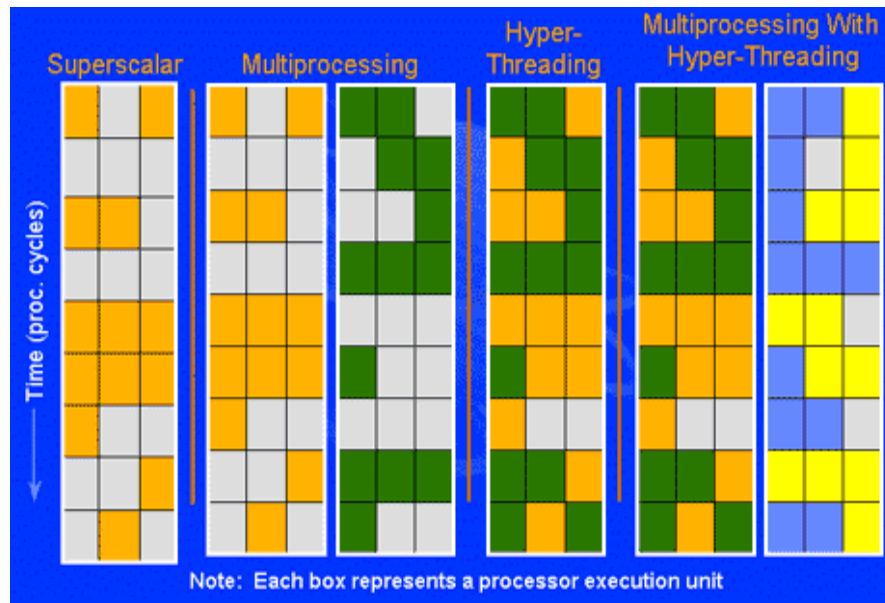 Superscalar
Multiprocessing
Hyper-
Threading
Multiprocessing With
Hyper-Threading
Time (proc. cycles)
Note: Each box represents a processor execution unit